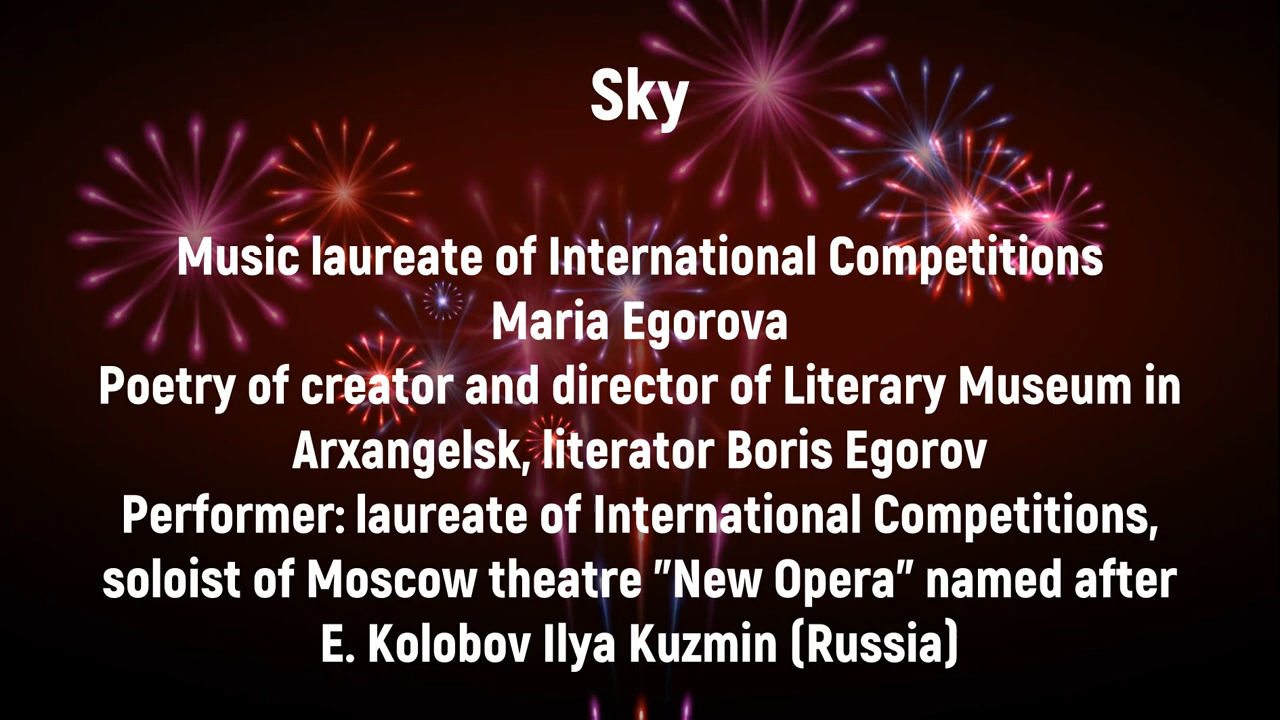 Sky
Music laureate of International Competitions
Maria Egorova
Poetry of creator and director of Literary Museum in
Arxangelsk, literator Boris Egorov
Performer: laureate of International Competitions,
soloist of Moscow theatre "New Opera" named after
E. Kolobov Ilya Kuzmin (Russia)